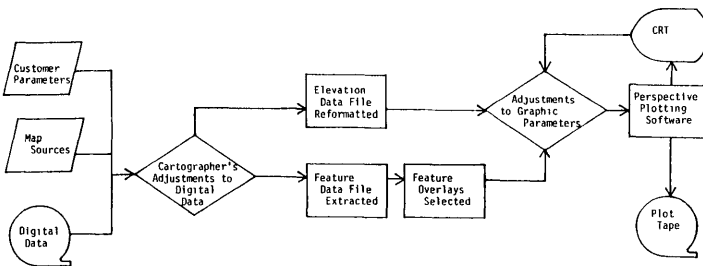 Customer
Parameters
Map
Sources
Digital
Data
Cartographer's
Adjustments to
Digital
Data
Elevation
Data File
Reformatted
Feature
Data File
Extracted
Feature
Overlays
Selected
Adjustments
to Graphic
Parameters
CRT
Perspective
Plotting
Software
Plot
Tape